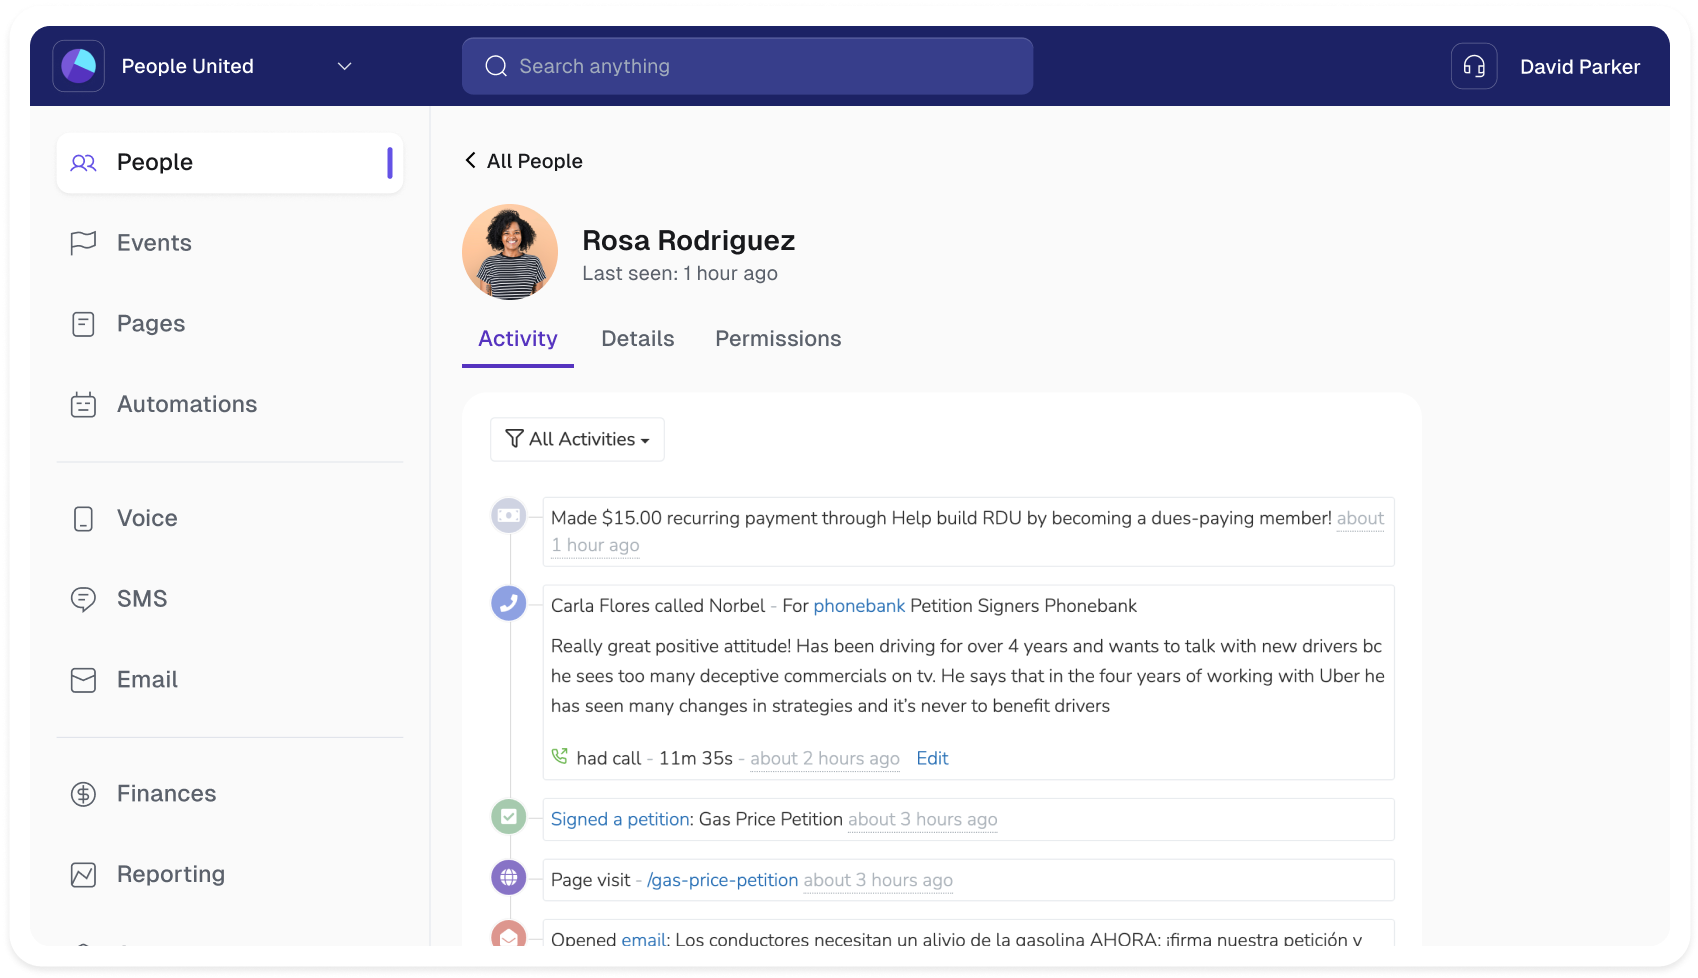 People United
Search anything
David Parker
People
Events
Pages
Automations
Voice
SMS
Email
Finances
Reporting
All People
Rosa Rodriguez
Last seen: 1 hour ago
Activity Details Permissions
All Activities
Made $15.00 recurring payment through Help build RDU by becoming a dues-paying member! about
1 hour ago
Carla Flores called Norbel - For phonebank Petition Signers Phonebank
Really great positive attitude! Has been driving for over 4 years and wants to talk with new drivers bc
he sees too many deceptive commercials on tv. He says that in the four years of working with Uber he
has seen many changes in strategies and it’s never to benefit drivers
had call - 11m 35s - about 2 hours ago Edit
Signed a petition: Gas Price Petition about 3 hours ago
Page visit - /gas-price-petition about 3 hours ago
Opened email: Los conductores necesitan un alivio de la gasolina AHORA: ¡firma nuestra petición y